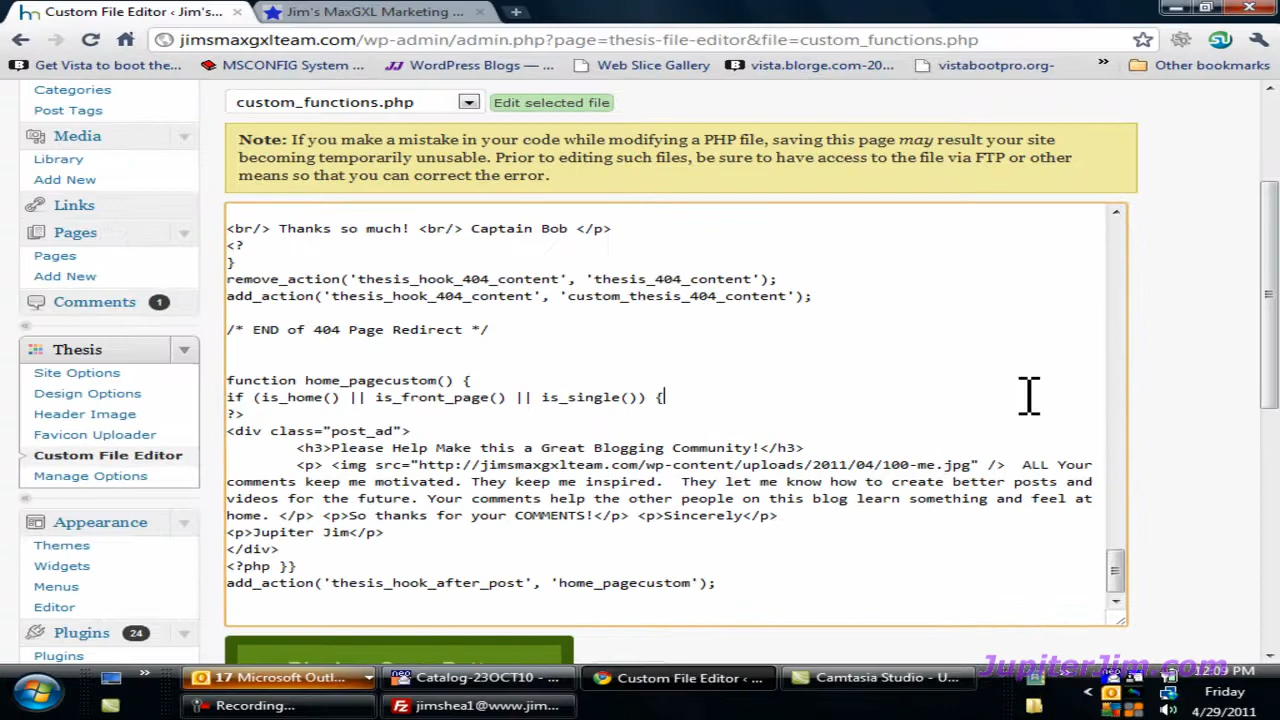 Custom File Editor ‹ Jim's...
Jim's MaxGXL Marketing ...
jimsmaxgxlteam.com/wp-admin/admin.php?page=thesis-file-editor&file=custom_functions.php
Get Vista to boot the...
MSCONFIG System ...
WordPress Blogs — ...
Web Slice Gallery
vista.blorge.com-20...
vistabootpro.org-
»
Other bookmarks
Categories
Post Tags
Media
Library
Add New
Links
Pages
Pages
Add New
Comments 1
Thesis
Site Options
Design Options
Header Image
Favicon Uploader
Custom File Editor
Manage Options
Appearance
Themes
Widgets
Menus
Editor
Plugins 24
Plugins
custom_functions.php
Edit selected file
Note: If you make a mistake in your code while modifying a PHP file, saving this page may result your site
becoming temporarily unusable. Prior to editing such files, be sure to have access to the file via FTP or other
means so that you can correct the error.
<br/> Thanks so much! <br/> Captain Bob </p>
<?
}
remove_action('thesis_hook_404_content', 'thesis_404_content');
add_action('thesis_hook_404_content', 'custom_thesis_404_content');
/* END of 404 Page Redirect */
function home_pagecustom() {
if (is_home() || is_front_page() || is_single()) {
?>
<div class="post_ad">
<h3>Please Help Make this a Great Blogging Community!</h3>
<p> <img src="http://jimsmaxgxlteam.com/wp-content/uploads/2011/04/100-me.jpg" /> ALL Your
comments keep me motivated. They keep me inspired. They let me know how to create better posts and
videos for the future. Your comments help the other people on this blog learn something and feel at
home. </p> <p>So thanks for your COMMENTS!</p> <p>Sincerely</p>
<p>Jupiter Jim</p>
</div>
<?php }}
add_action('thesis_hook_after_post', 'home_pagecustom');
JupiterJim.com
17 Microsoft Outl...
Catalog-23OCT10 - ...
Custom File Editor ‹ ...
Camtasia Studio - U...
Recording...
jimshea1@www.jim...
12:09 PM
Friday
4/29/2011